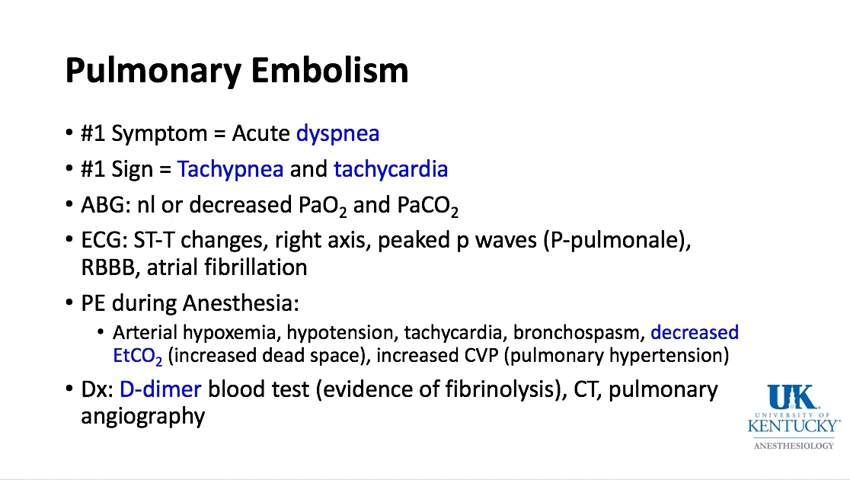 Pulmonary Embolism
• #1 Symptom = Acute dyspnea
• #1 Sign = Tachypnea and tachycardia
• ABG: nl or decreased PaO₂ and PaCO₂
• ECG: ST-T changes, right axis, peaked p waves (P-pulmonale),
RBBB, atrial fibrillation
• PE during Anesthesia:
• Arterial hypoxemia, hypotension, tachycardia, bronchospasm, decreased
EtCO₂ (increased dead space), increased CVP (pulmonary hypertension)
• Dx: D-dimer blood test (evidence of fibrinolysis), CT, pulmonary
angiography
UK
UNIVERSITY OF
KENTUCKY
ANESTHESIOLOGY